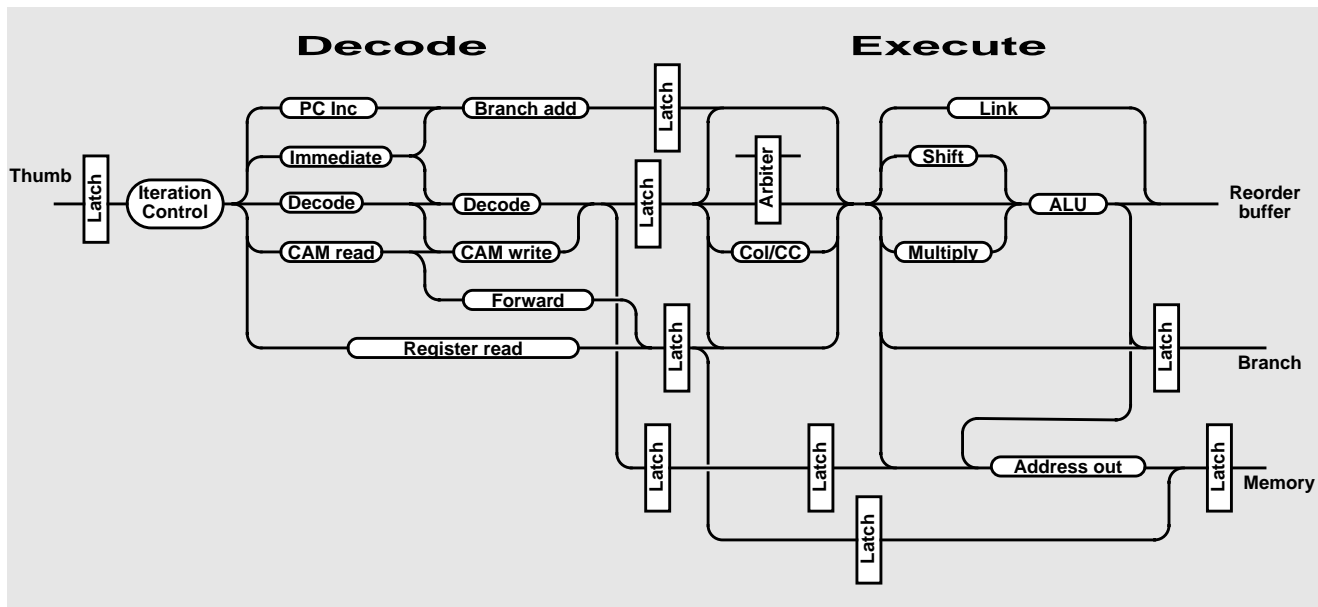 Decode
Execute
Latch
PC Inc
Branch add
Link
Immediate
Arbiter
Shift
Thumb
Latch
Iteration
Control
Decode
Decode
Latch
ALU
Reorder
buffer
CAM read
CAM write
Col/CC
Multiply
Forward
Register read
Latch
Latch
Branch
Latch
Latch
Address out
Latch
Memory
Latch